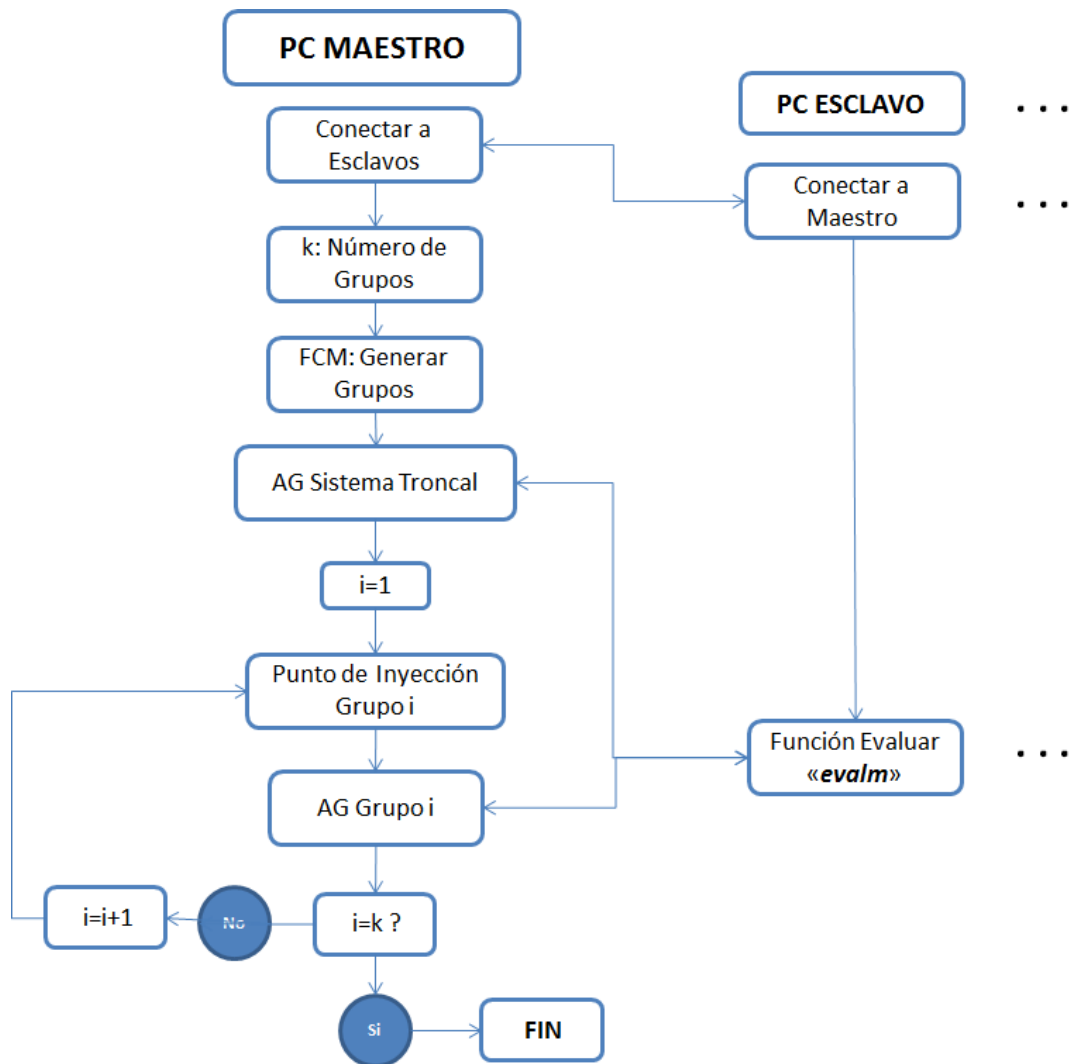 PC MAESTRO
PC ESCLAVO
. . .
Conectar a
Esclavos
Conectar a
Maestro
. . .
k: Número de
Grupos
FCM: Generar
Grupos
AG Sistema Troncal
i=1
Punto de Inyección
Grupo i
Función Evaluar
«evalm»
. . .
AG Grupo i
i=i+1
No
i=k ?
Si
FIN